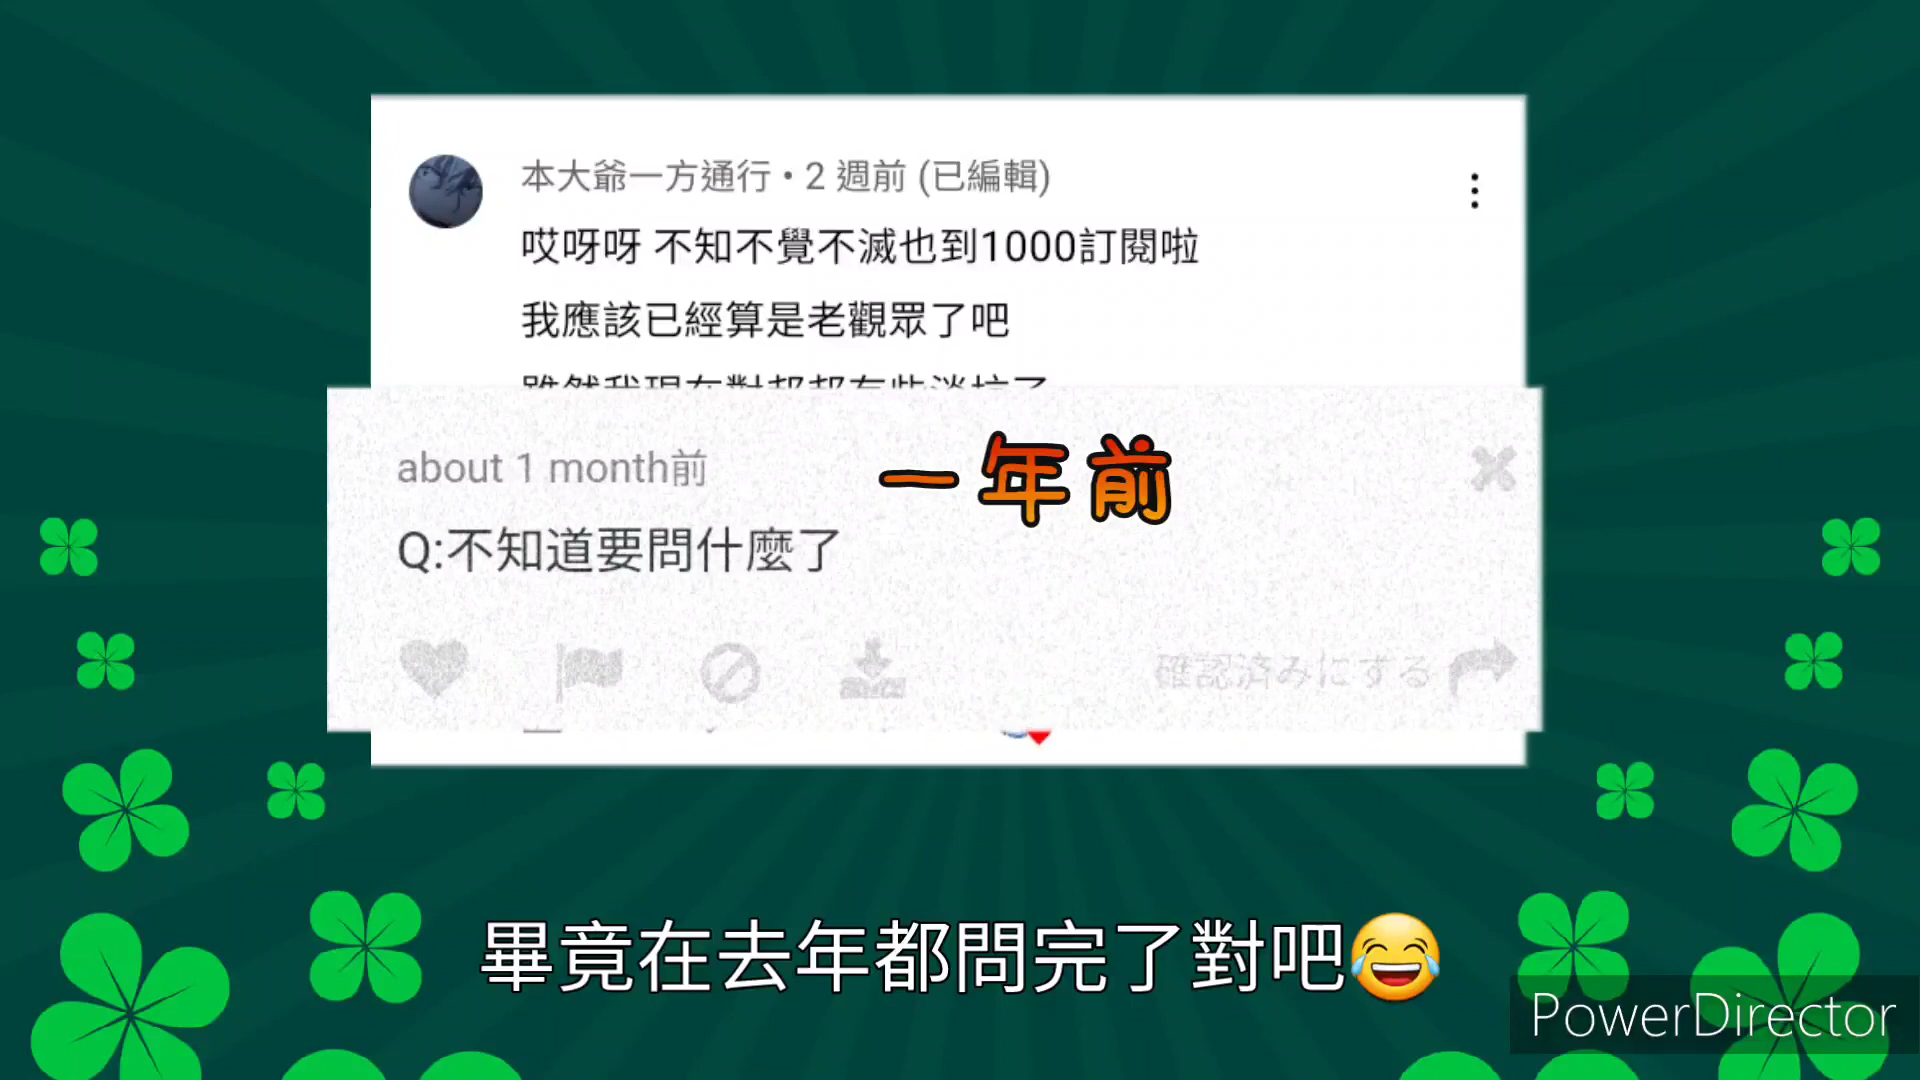 本大爺一方通行 • 2 週前 (已編輯)
哎呀呀 不知不覺不滅也到1000訂閱啦
我應該已經算是老觀眾了吧
about 1 month前
一年前
Q:不知道要問什麼了
確認済みにする
畢竟在去年都問完了對吧😂
PowerDirector